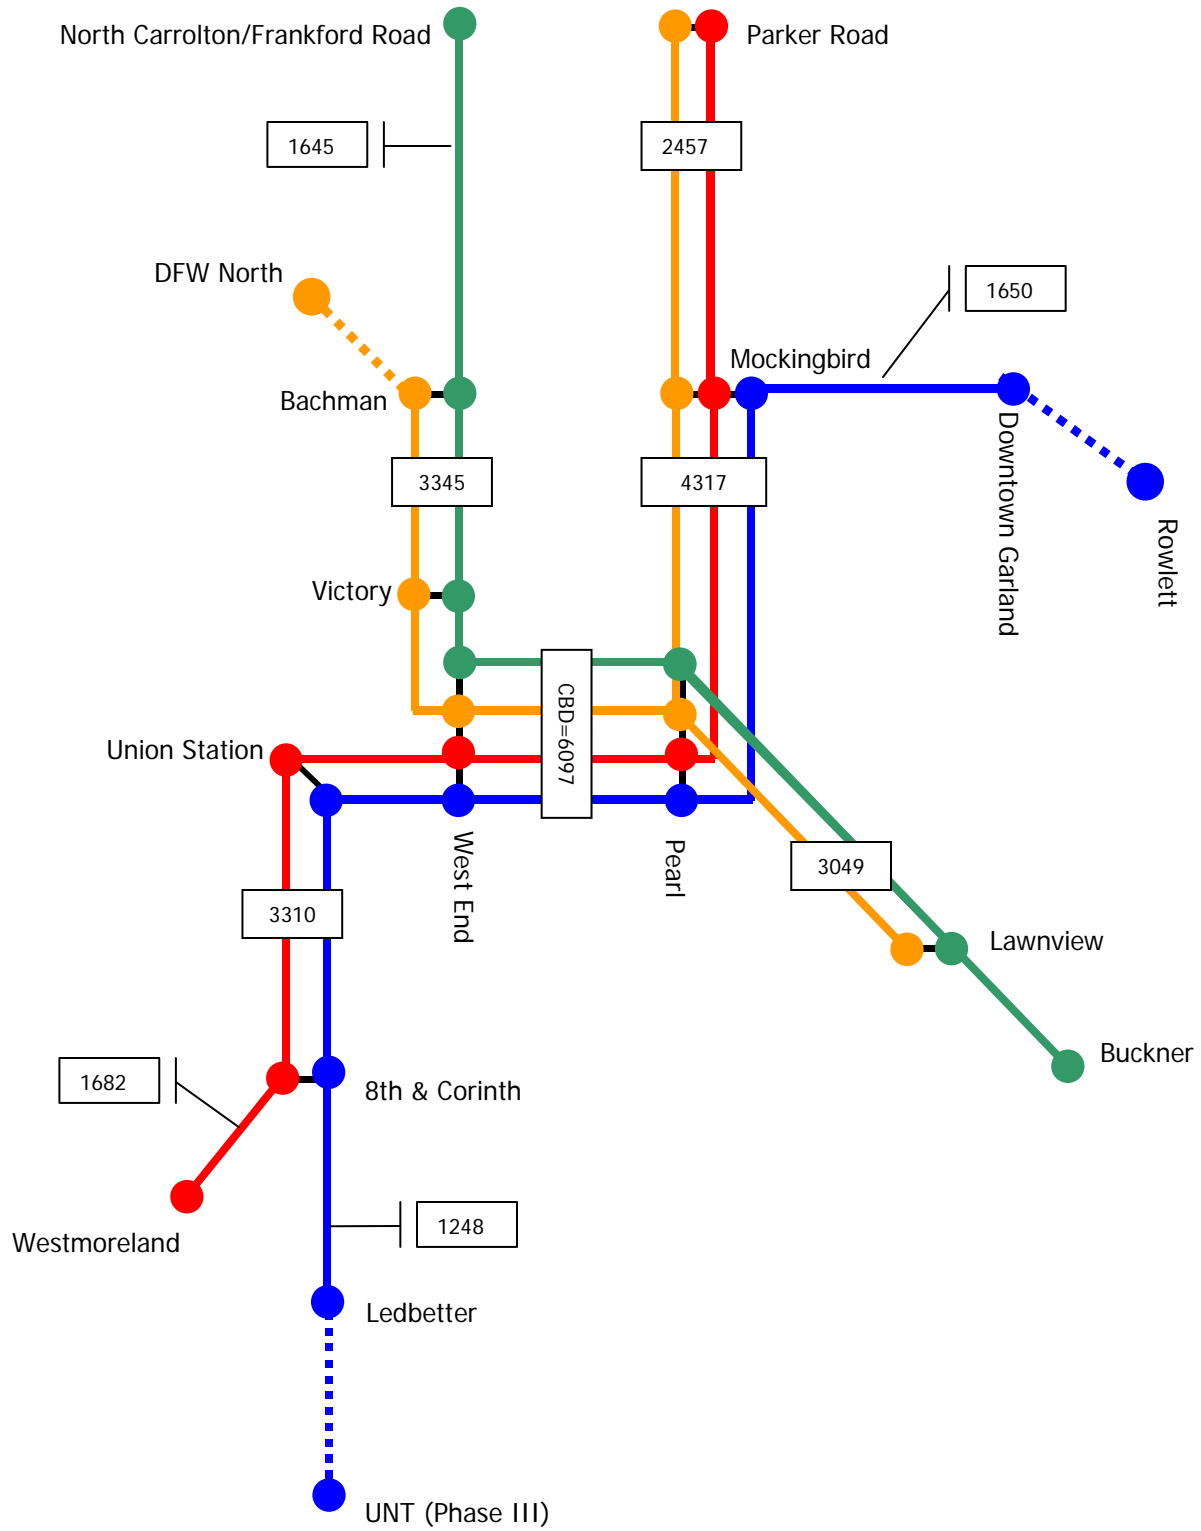 North Carrolton/Frankford Road
Parker Road
1645
2457
DFW North
1650
Mockingbird
Bachman
Downtown Garland
3345
4317
Rowlett
Victory
CBD=6097
Union Station
West End
Pearl
3049
3310
Lawnview
Buckner
1682
8th & Corinth
1248
Westmoreland
Ledbetter
UNT (Phase III)